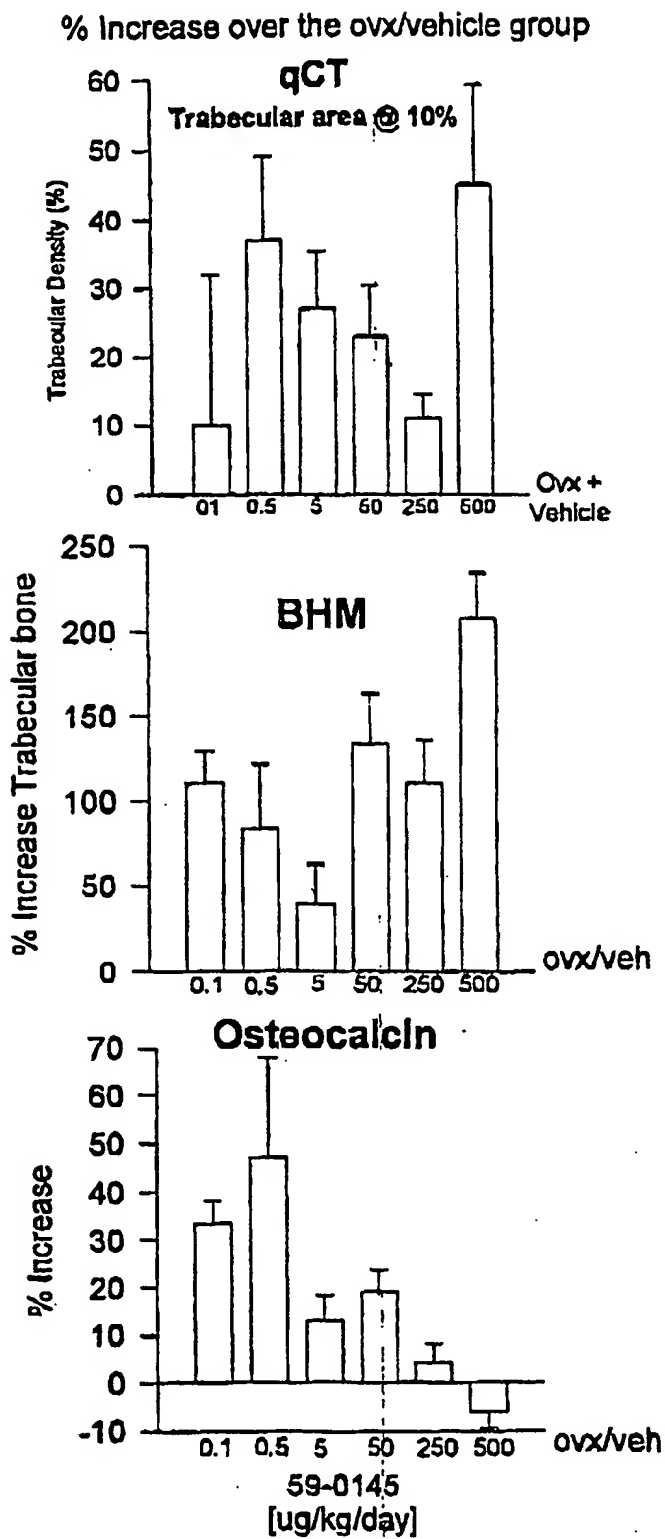 % Increase over the ovx/vehicle group
qCT
Trabecular area @ 10%
Trabecular Density (%)
60
50
40
30
20
10
0
01 0.5 5 50 250 500
Ovx +
Vehicle
BHM
% Increase Trabecular bone
250
200
150
100
50
0
0.1 0.5 5 50 250 500
ovx/veh
Osteocalcin
% Increase
70
60
50
40
30
20
10
0
-10
0.1 0.5 5 50 250 500
ovx/veh
59-0145
[ug/kg/day]